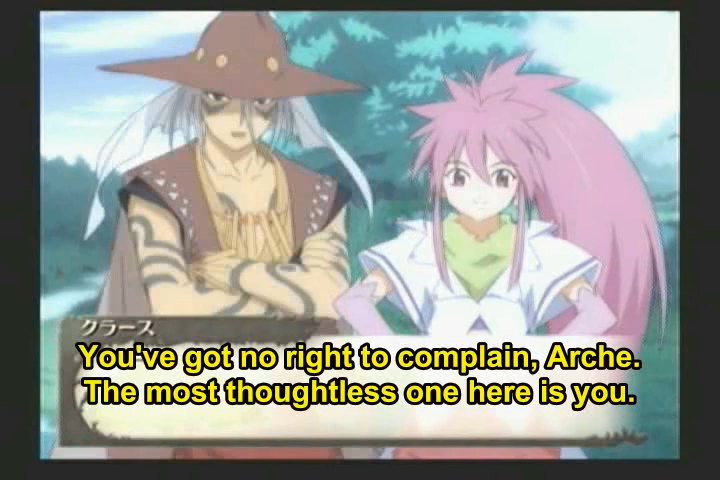 クラース
You've got no right to complain, Arche.
The most thoughtless one here is you.